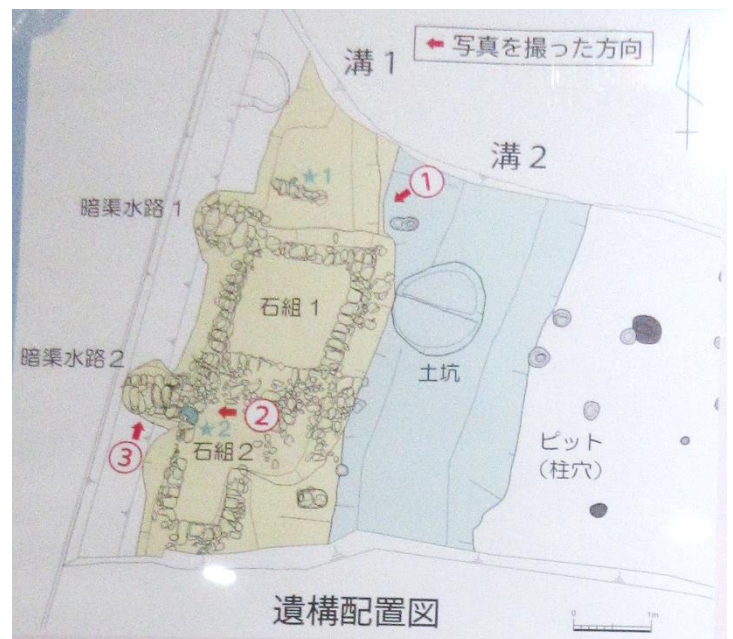 写真を撮った方向
溝1
溝2
★1
①
暗渠水路1
石組1
暗渠水路2
土坑
②
★2
③
石組2
ピット
(柱穴)
遺構配置図
0 1m